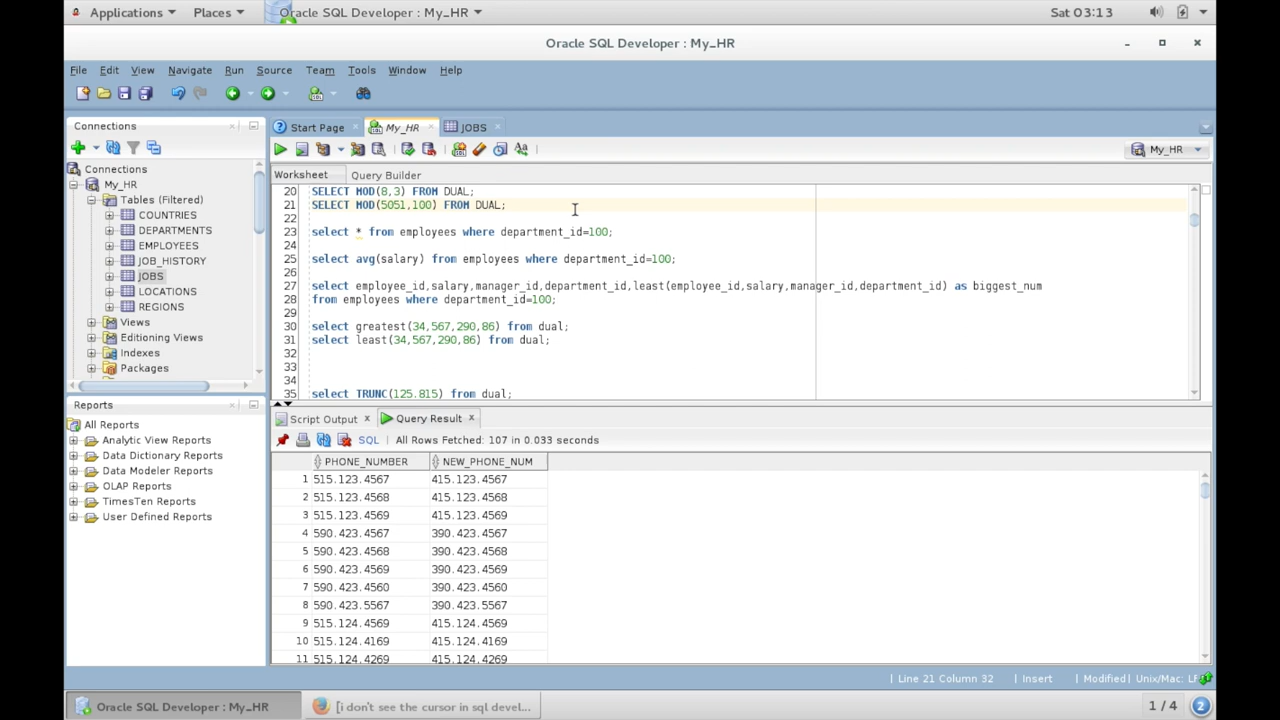 Applications Places Oracle SQL Developer : My_HR Sat 03:13
Oracle SQL Developer : My_HR
File Edit View Navigate Run Source Team Tools Window Help
Connections
Connections
My_HR
Tables (Filtered)
COUNTRIES
DEPARTMENTS
EMPLOYEES
JOB_HISTORY
JOBS
LOCATIONS
REGIONS
Views
Editioning Views
Indexes
Packages
Reports
All Reports
Analytic View Reports
Data Dictionary Reports
Data Modeler Reports
OLAP Reports
TimesTen Reports
User Defined Reports
Start Page My_HR JOBS
My_HR
Worksheet Query Builder
20 SELECT MOD(8,3) FROM DUAL;
21 SELECT MOD(5051,100) FROM DUAL;
22
23 select * from employees where department_id=100;
24
25 select avg(salary) from employees where department_id=100;
26
27 select employee_id,salary,manager_id,department_id,least(employee_id,salary,manager_id,department_id) as biggest_num
28 from employees where department_id=100;
29
30 select greatest(34,567,290,86) from dual;
31 select least(34,567,290,86) from dual;
32
33
34
35 select TRUNC(125.815) from dual;
Script Output Query Result
SQL All Rows Fetched: 107 in 0.033 seconds
PHONE_NUMBER NEW_PHONE_NUM
1 515.123.4567 415.123.4567
2 515.123.4568 415.123.4568
3 515.123.4569 415.123.4569
4 590.423.4567 390.423.4567
5 590.423.4568 390.423.4568
6 590.423.4569 390.423.4569
7 590.423.4560 390.423.4560
8 590.423.5567 390.423.5567
9 515.124.4569 415.124.4569
10 515.124.4169 415.124.4169
11 515.124.4269 415.124.4269
Line 21 Column 32 Insert Modified Unix/Mac: LF
Oracle SQL Developer : My_HR [i don't see the cursor in sql devel... 1 / 4 2